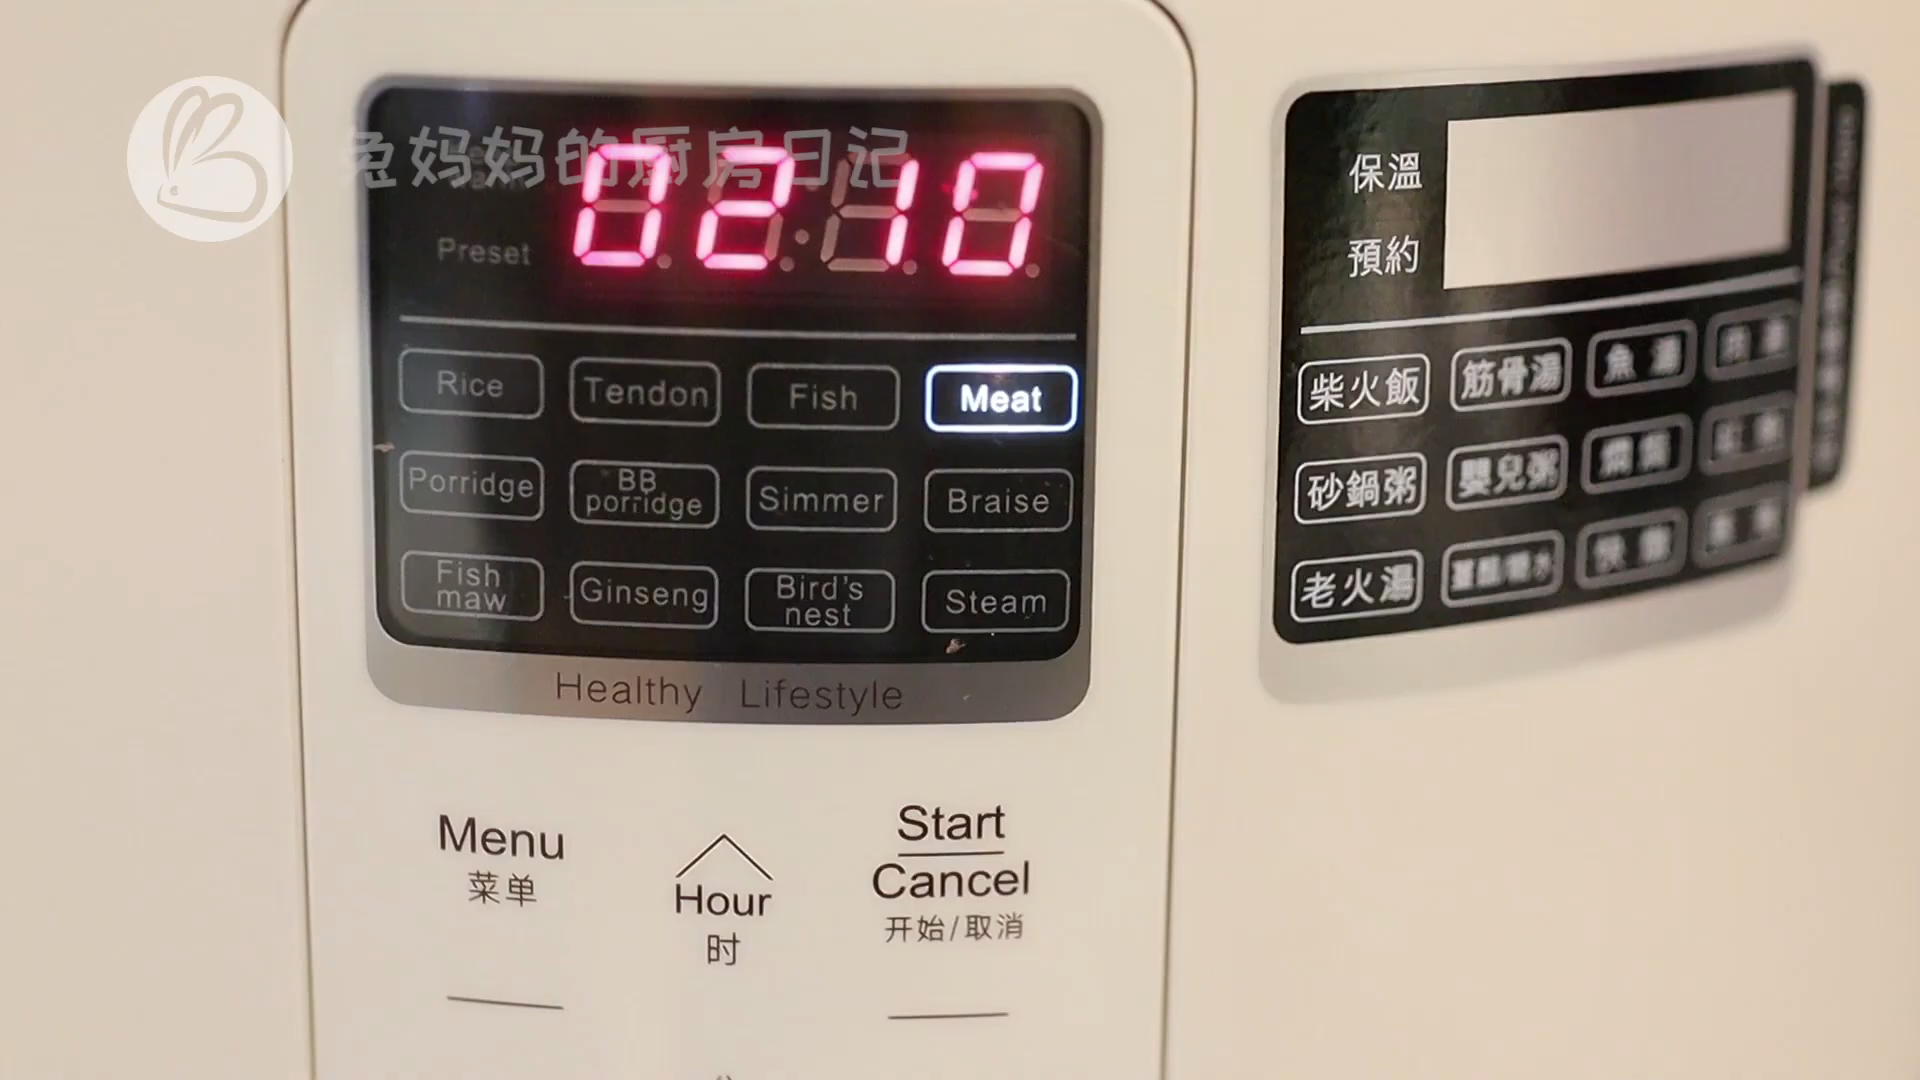 兔妈妈的厨房日记
02:10
Preset
Rice Tendon Fish Meat
Porridge BB porridge Simmer Braise
Fish maw Ginseng Bird's nest Steam
Healthy Lifestyle
Menu
菜单
Hour
时
Start
Cancel
开始/取消
保溫
預約
柴火飯 筋骨湯 魚湯
砂鍋粥 嬰兒粥
老火湯